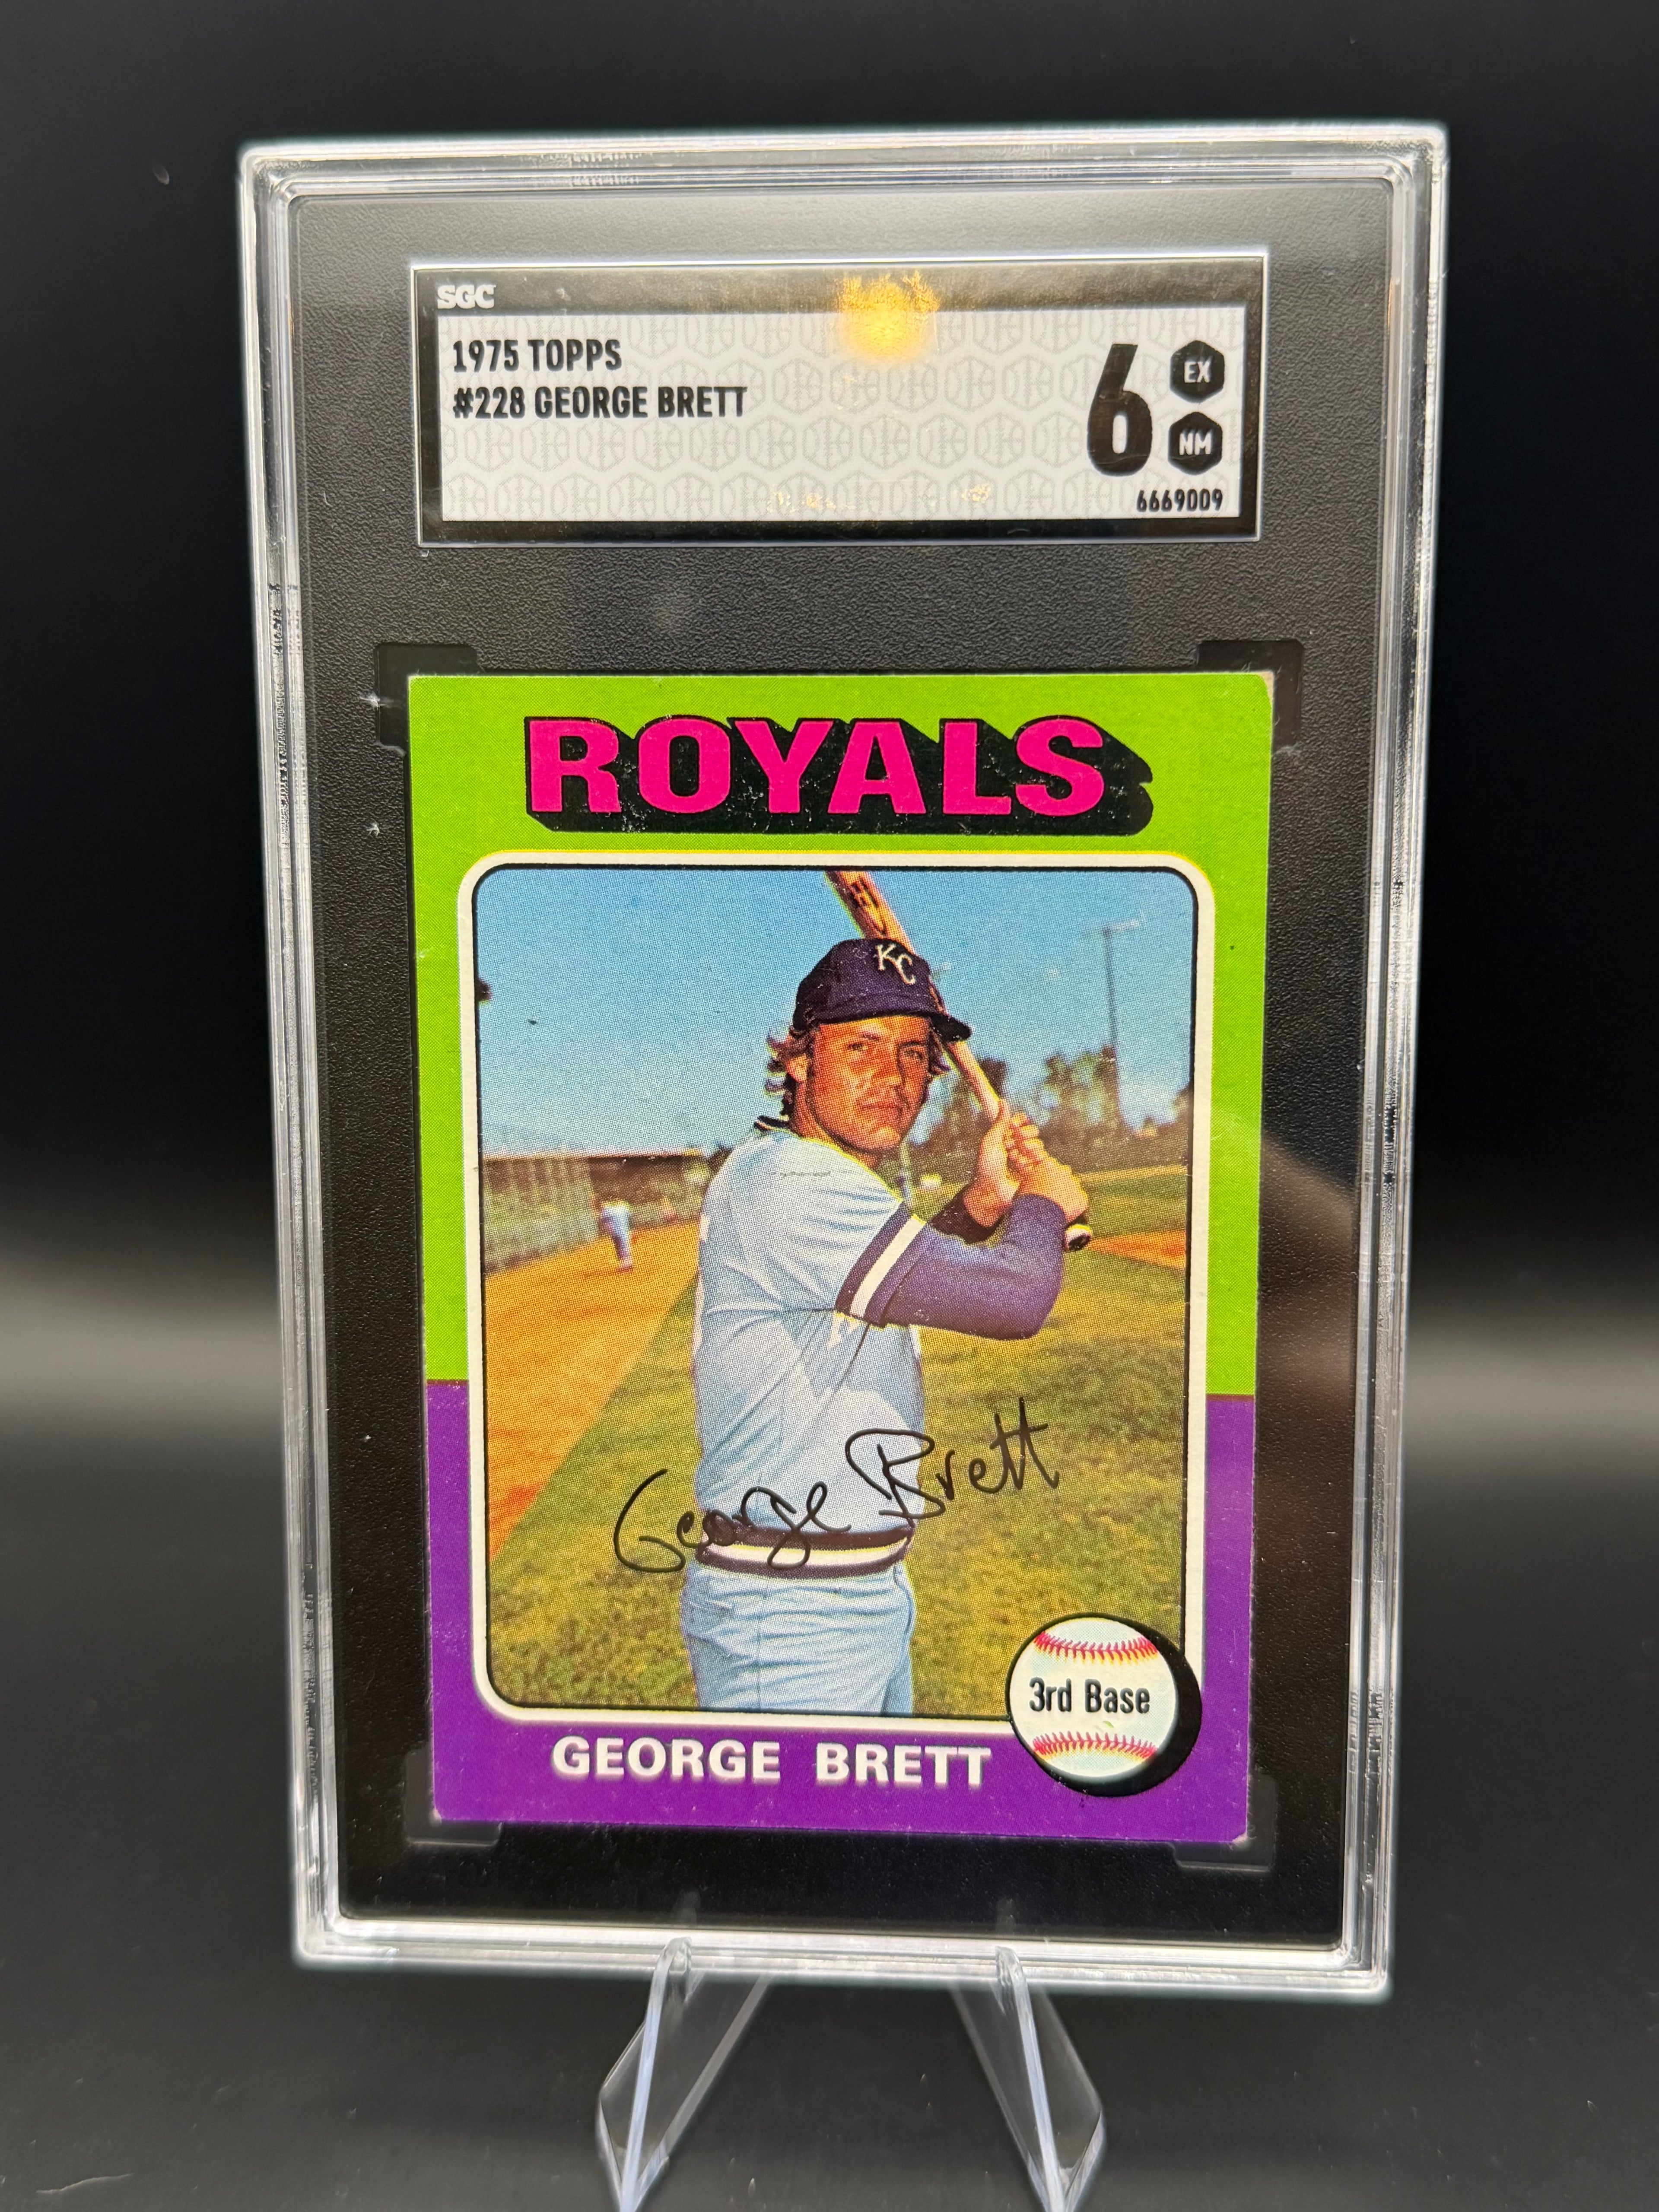 SGC
1975 TOPPS
#228 GEORGE BRETT
6 EX
NM
6669009
ROYALS
KC
George Brett
3rd Base
GEORGE BRETT